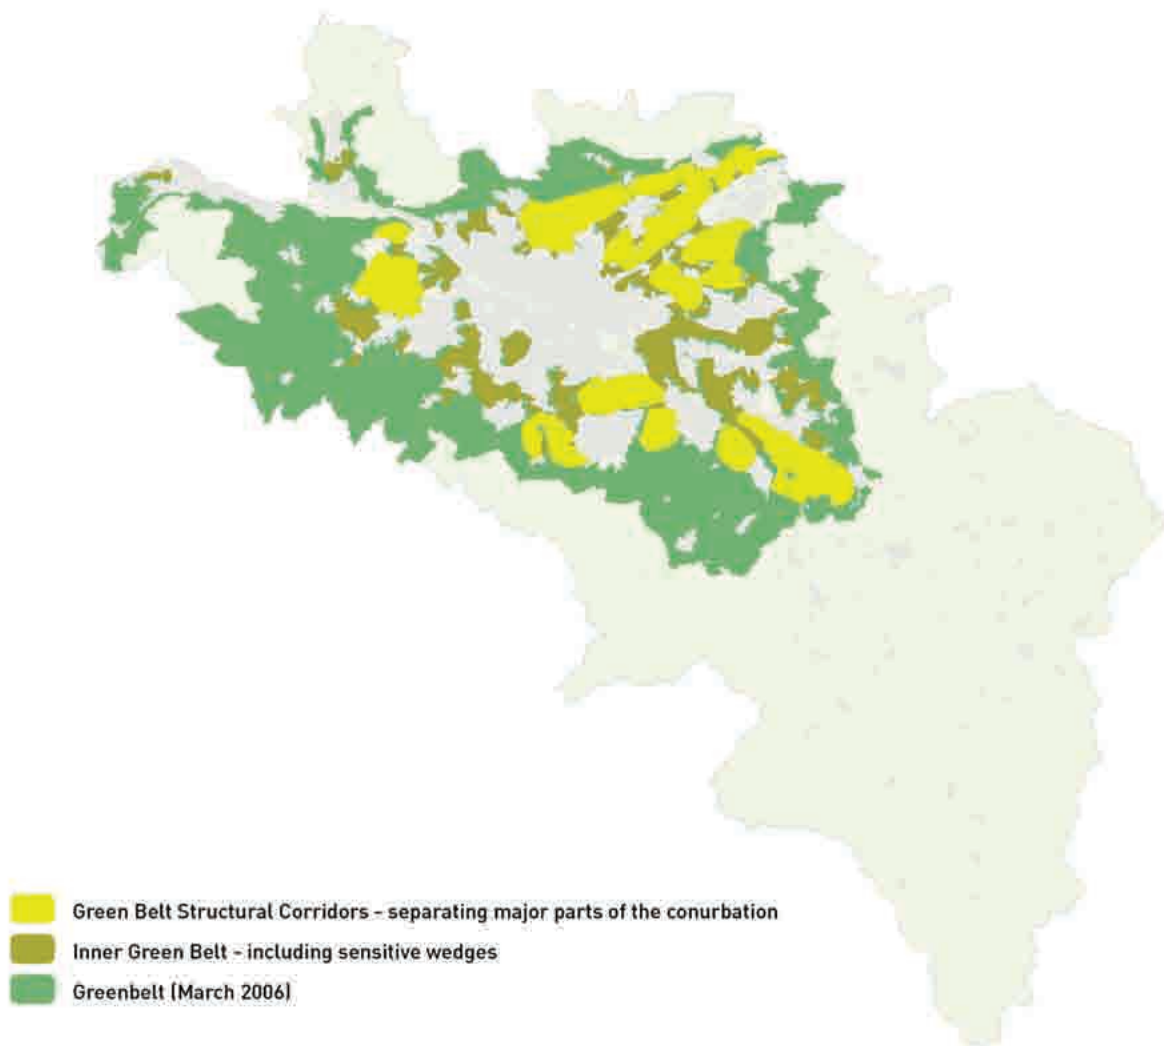 Green Belt Structural Corridors - separating major parts of the conurbation
Inner Green Belt - including sensitive wedges
Greenbelt (March 2006)